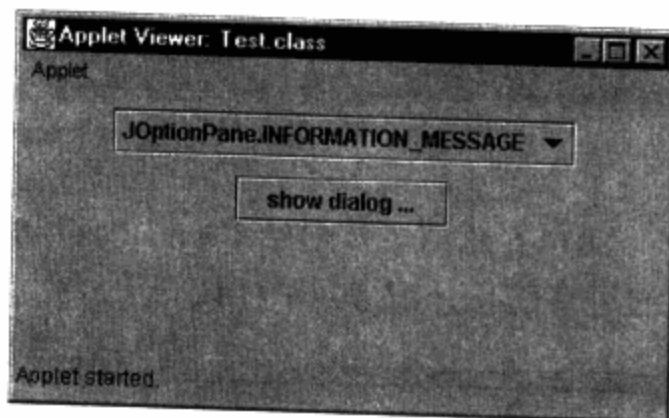 Applet Viewer: Test.class
Applet
JOptionPane.INFORMATION_MESSAGE
show dialog ...
Applet started.